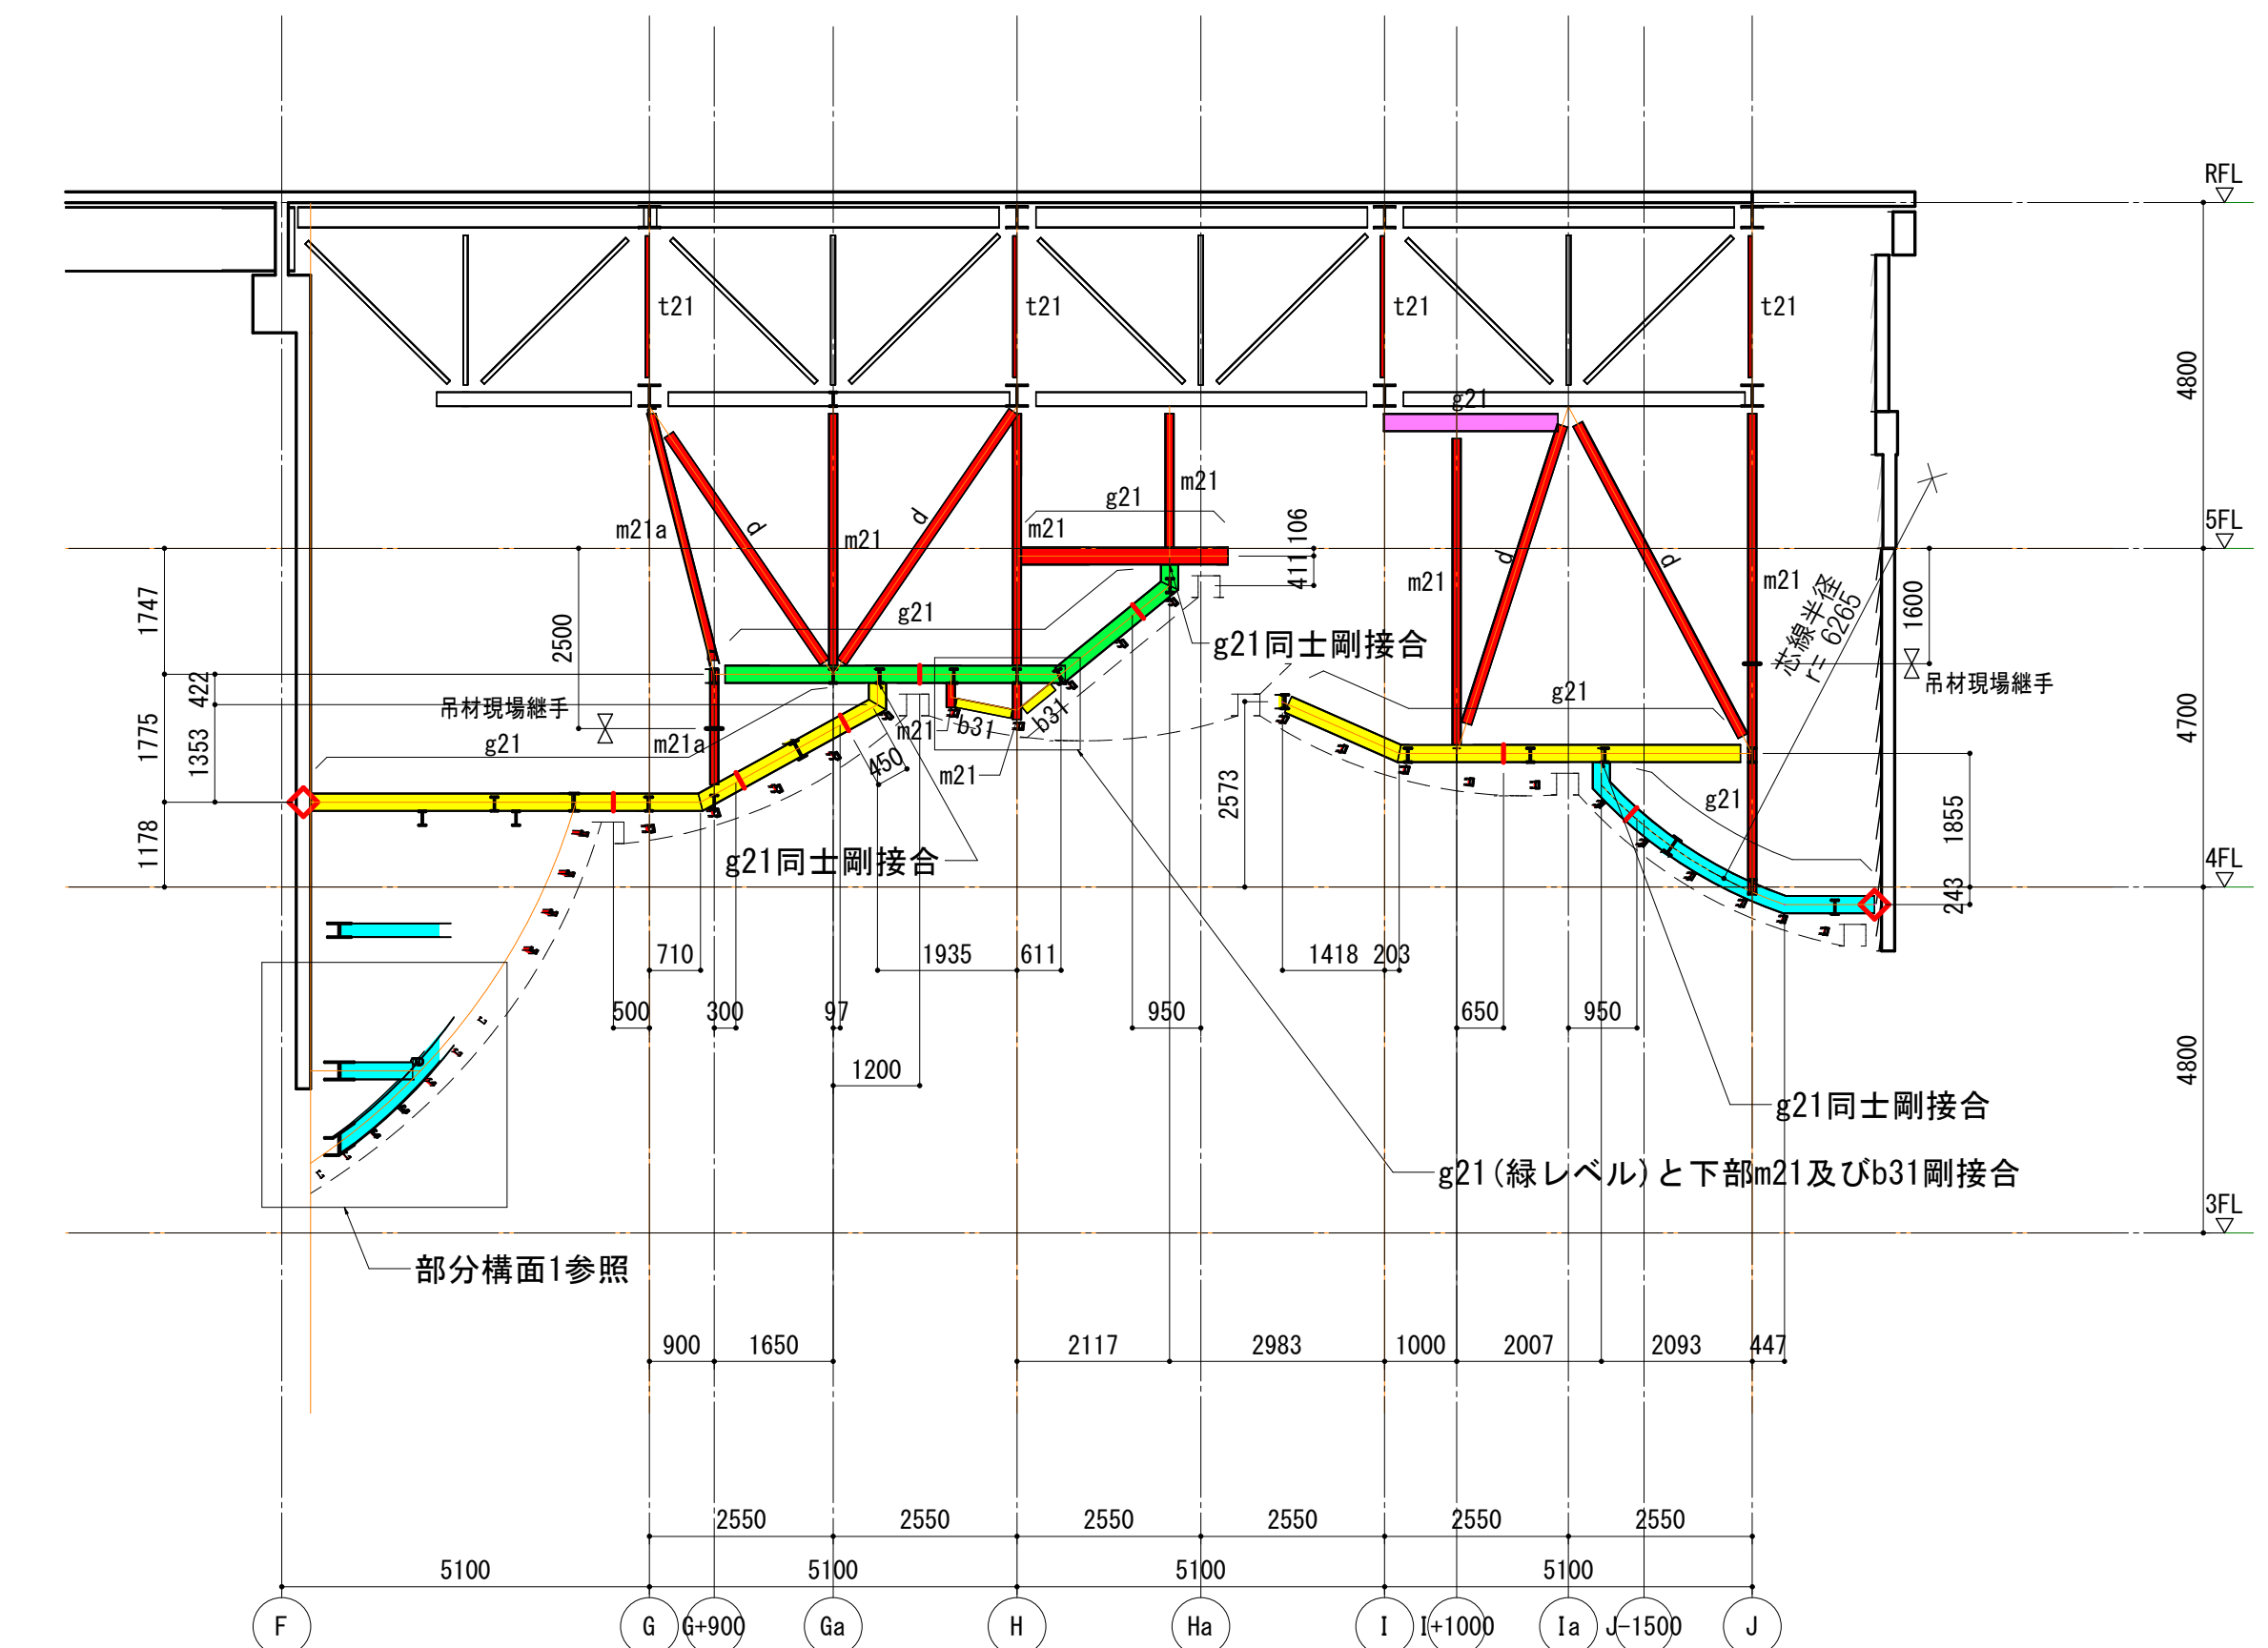 RFL
t21
t21
t21
t21
4800
g21
m21
g21
m21
106
5FL
m21a
d
m21
d
411
m21
d
d
m21
芯線半径
r= 6265
1600
1747
2500
g21
g21同士剛接合
吊材現場継手
422
吊材現場継手
g21
4700
1775
1353
g21
m21a
m21
b31
b31
450
m21
2573
g21
1855
1178
g21同士剛接合
4FL
243
710
1935
611
1418
203
500
300
97
950
650
950
1200
4800
g21同士剛接合
g21(緑レベル)と下部m21及びb31剛接合
3FL
部分構面1参照
900
1650
2117
2983
1000
2007
2093
447
2550
2550
2550
2550
2550
2550
5100
5100
5100
5100
F
G
G+900
Ga
H
Ha
I
I+1000
Ia
J-1500
J